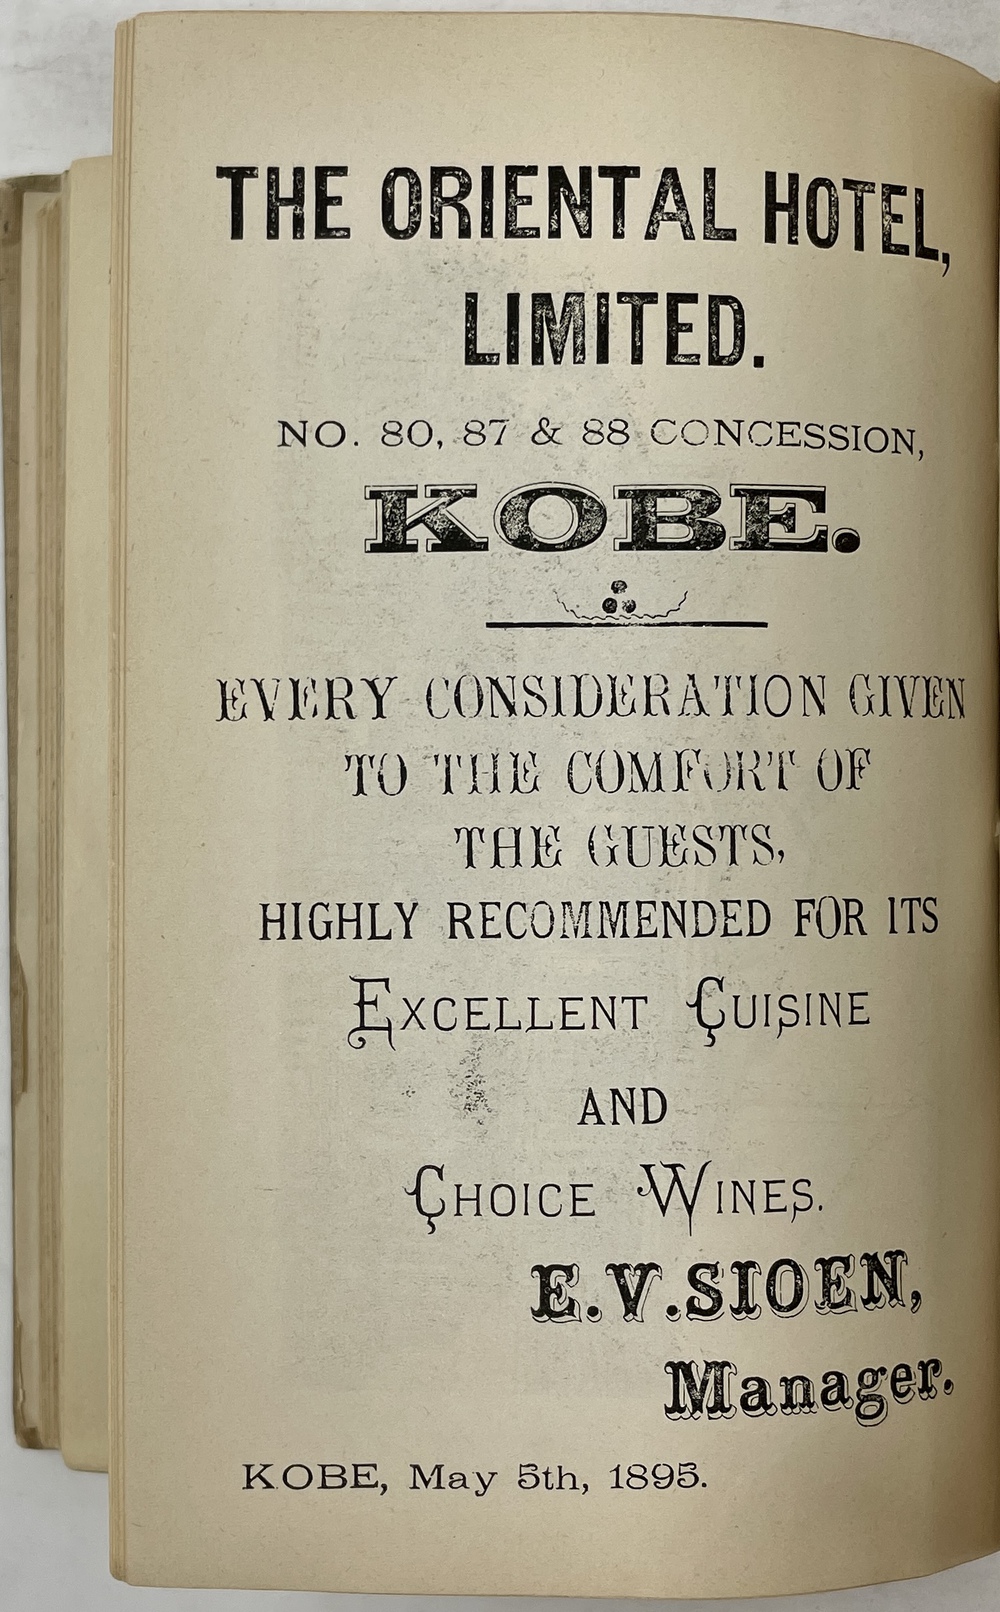 THE ORIENTAL HOTEL,
LIMITED.
NO. 80, 87 & 88 CONCESSION,
KOBE.
EVERY CONSIDERATION GIVEN
TO THE COMFORT OF
THE GUESTS,
HIGHLY RECOMMENDED FOR ITS
EXCELLENT CUISINE
AND
CHOICE WINES.
E.V.SIOEN,
Manager.
KOBE, May 5th, 1895.